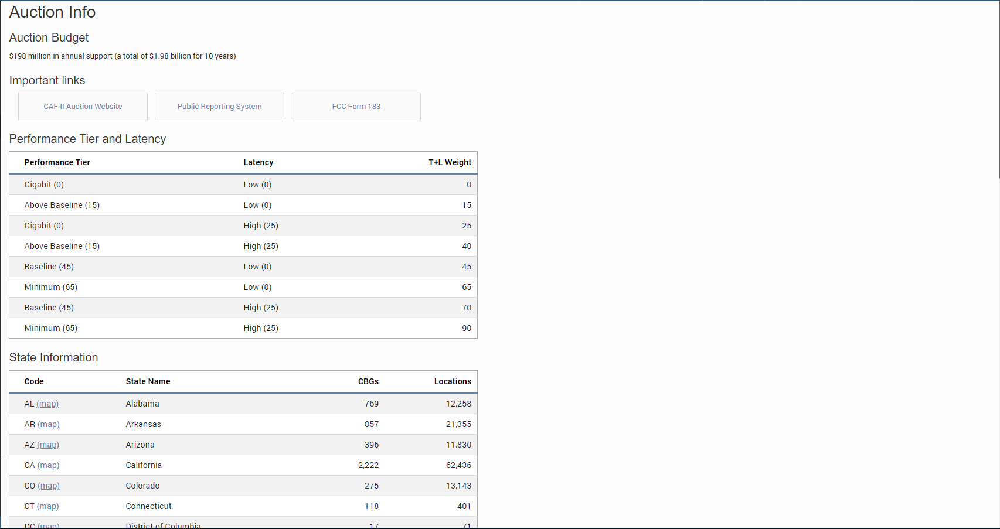 Auction Info
Auction Budget
$198 million in annual support (a total of $1.98 billion for 10 years)
Important links
CAF-II Auction Website Public Reporting System FCC Form 183
Performance Tier and Latency
Performance Tier Latency T+L Weight
Gigabit (0) Low (0) 0
Above Baseline (15) Low (0) 15
Gigabit (0) High (25) 25
Above Baseline (15) High (25) 40
Baseline (45) Low (0) 45
Minimum (65) Low (0) 65
Baseline (45) High (25) 70
Minimum (65) High (25) 90
State Information
Code State Name CBGs Locations
AL (map) Alabama 769 12,258
AR (map) Arkansas 857 21,355
AZ (map) Arizona 396 11,830
CA (map) California 2,222 62,436
CO (map) Colorado 275 13,143
CT (map) Connecticut 118 401
DC (map) District of Columbia 17 71